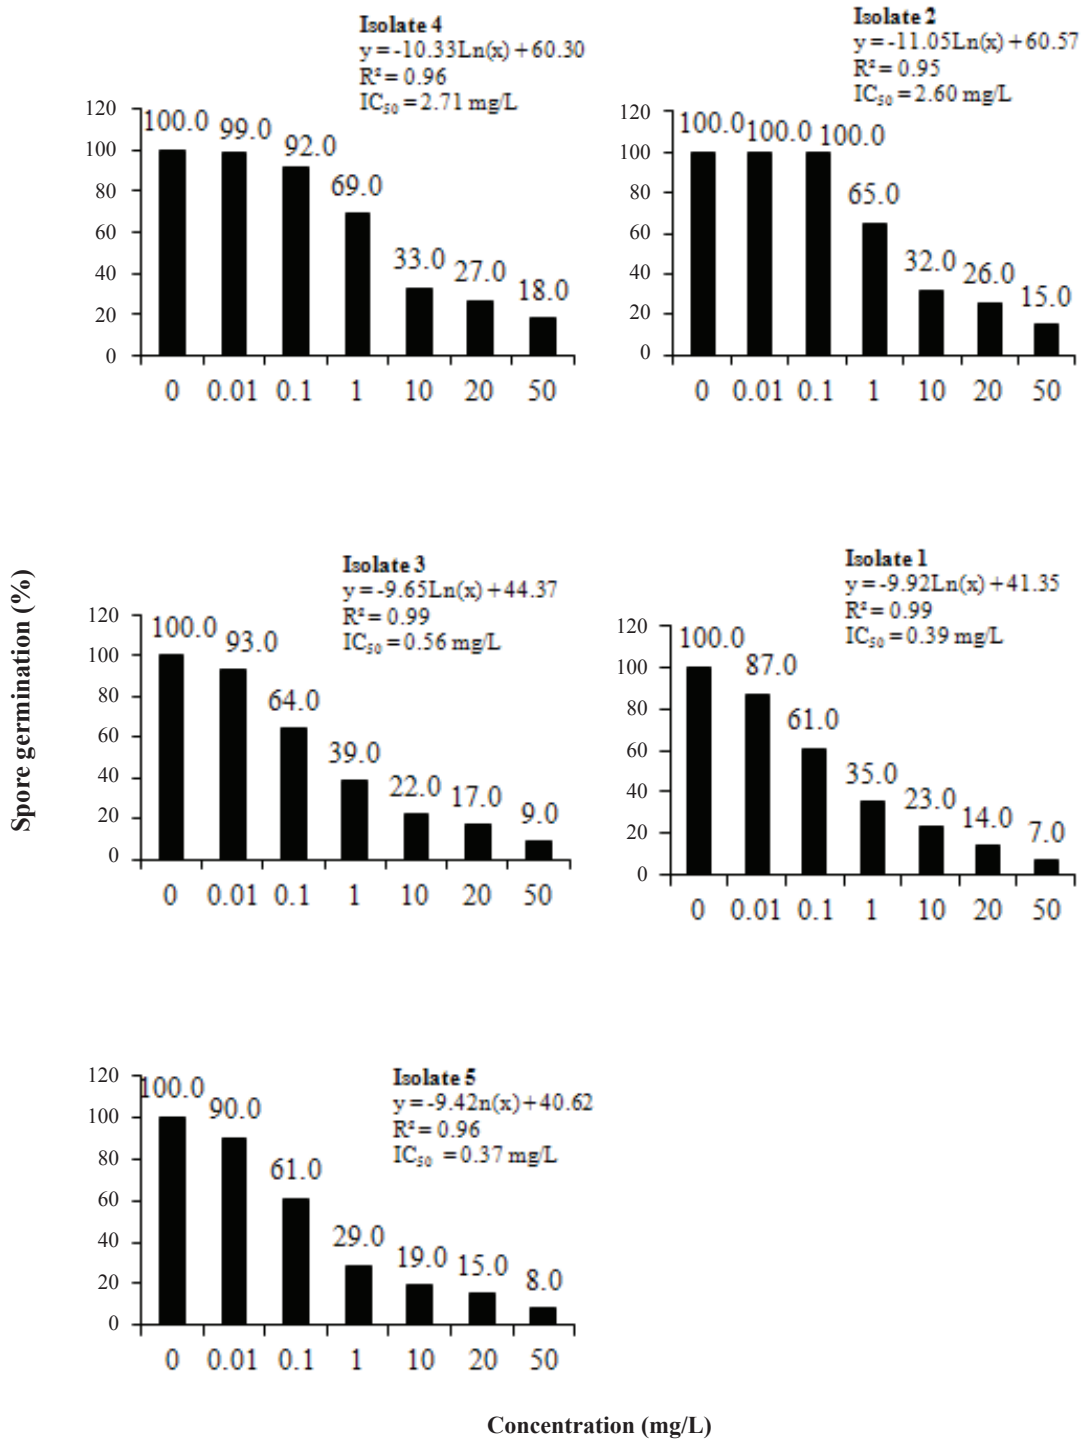 Isolate 4
y = -10.33Ln(x) + 60.30
R² = 0.96
IC₅₀ = 2.71 mg/L
120
100
80
60
40
20
0
100.0 99.0 92.0 69.0 33.0 27.0 18.0
0 0.01 0.1 1 10 20 50
Isolate 2
y = -11.05Ln(x) + 60.57
R² = 0.95
IC₅₀ = 2.60 mg/L
120
100
80
60
40
20
0
100.0 100.0 100.0 65.0 32.0 26.0 15.0
0 0.01 0.1 1 10 20 50
Spore germination (%)
Isolate 3
y = -9.65Ln(x) + 44.37
R² = 0.99
IC₅₀ = 0.56 mg/L
120
100
80
60
40
20
0
100.0 93.0 64.0 39.0 22.0 17.0 9.0
0 0.01 0.1 1 10 20 50
Isolate 1
y = -9.92Ln(x) + 41.35
R² = 0.99
IC₅₀ = 0.39 mg/L
120
100
80
60
40
20
0
100.0 87.0 61.0 35.0 23.0 14.0 7.0
0 0.01 0.1 1 10 20 50
Isolate 5
y = -9.42n(x) + 40.62
R² = 0.96
IC₅₀ = 0.37 mg/L
120
100
80
60
40
20
0
100.0 90.0 61.0 29.0 19.0 15.0 8.0
0 0.01 0.1 1 10 20 50
Concentration (mg/L)